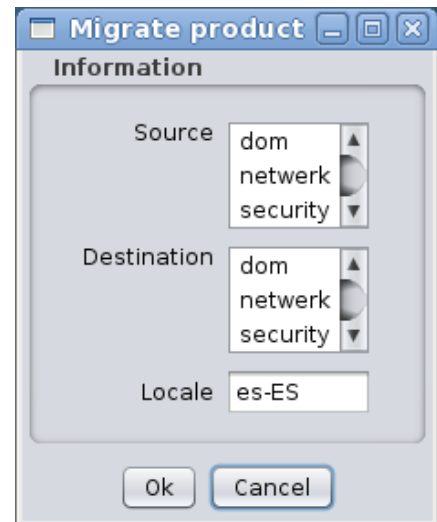 Migrate product
Information
Source
dom
netwerk
security
Destination
dom
netwerk
security
Locale es-ES
Ok Cancel